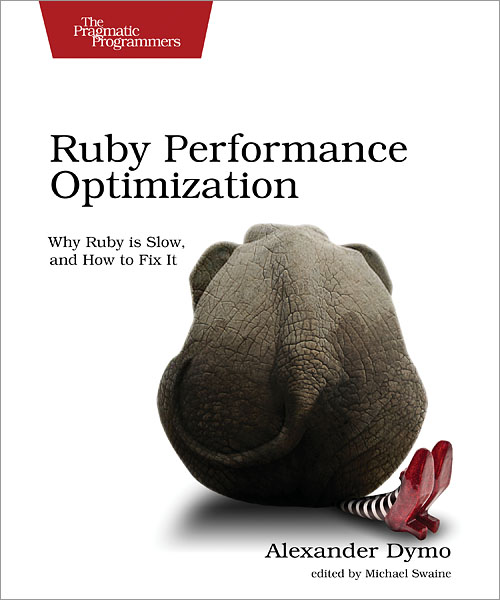 The
Pragmatic
Programmers
Ruby Performance
Optimization
Why Ruby is Slow,
and How to Fix It
Alexander Dymo
edited by Michael Swaine